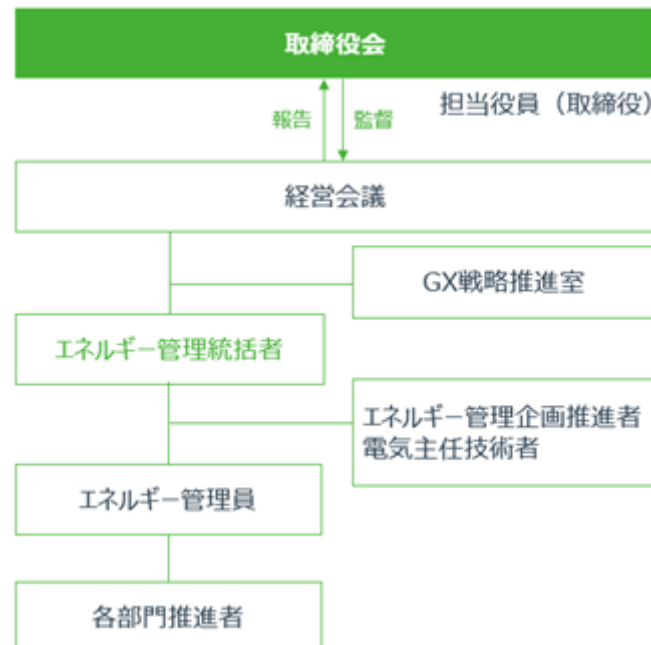 取締役会
報告
監督
担当役員（取締役）
経営会議
GX戦略推進室
エネルギー管理統括者
エネルギー管理企画推進者
電気主任技術者
エネルギー管理員
各部門推進者